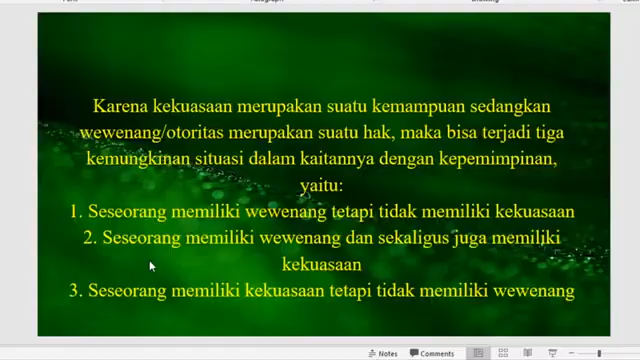 Karena kekuasaan merupakan suatu kemampuan sedangkan
wewenang/otoritas merupakan suatu hak, maka bisa terjadi tiga
kemungkinan situasi dalam kaitannya dengan kepemimpinan,
yaitu:
1. Seseorang memiliki wewenang tetapi tidak memiliki kekuasaan
2. Seseorang memiliki wewenang dan sekaligus juga memiliki
kekuasaan
3. Seseorang memiliki kekuasaan tetapi tidak memiliki wewenang
Notes Comments